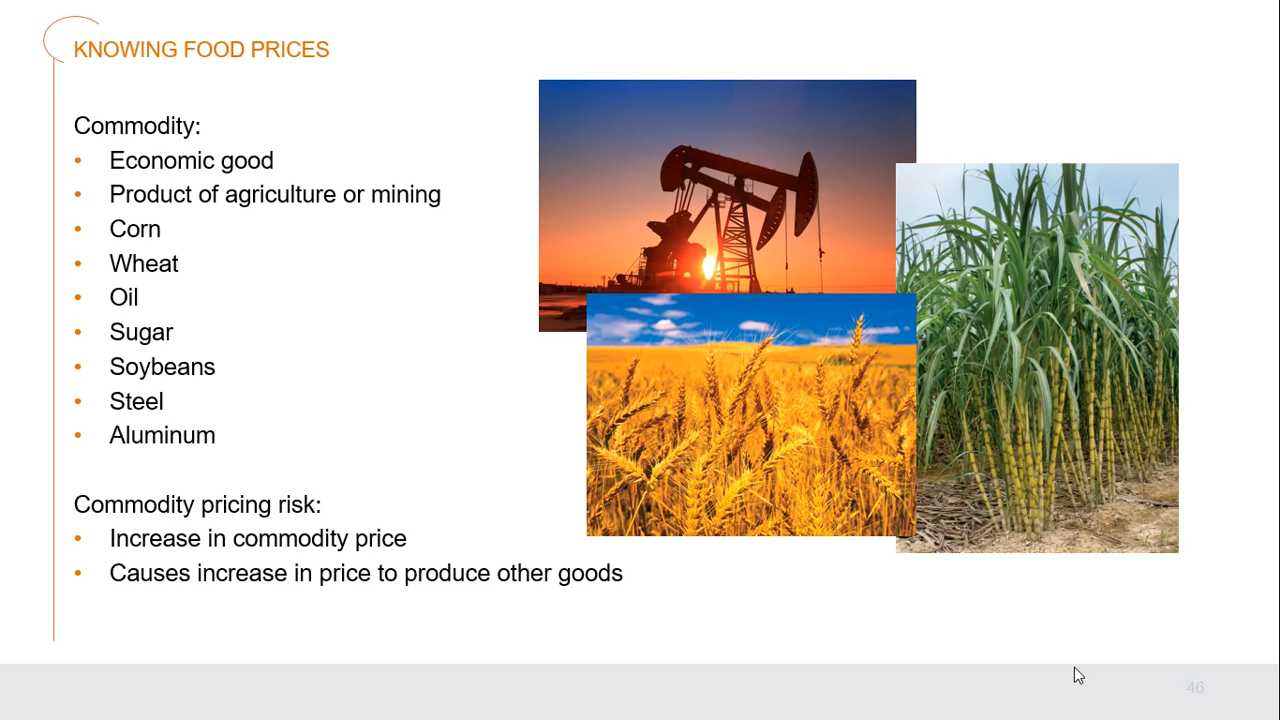 KNOWING FOOD PRICES
Commodity:
• Economic good
• Product of agriculture or mining
• Corn
• Wheat
• Oil
• Sugar
• Soybeans
• Steel
• Aluminum
Commodity pricing risk:
• Increase in commodity price
• Causes increase in price to produce other goods
46